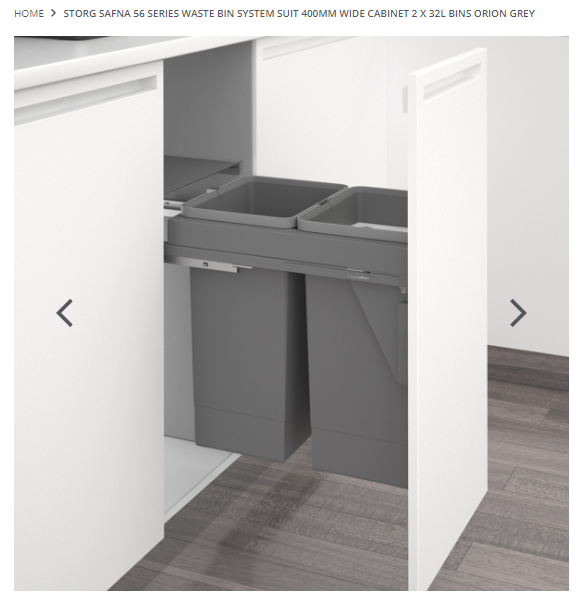 HOME > STORG SAFNA 56 SERIES WASTE BIN SYSTEM SUIT 400MM WIDE CABINET 2 X 32L BINS ORION GREY